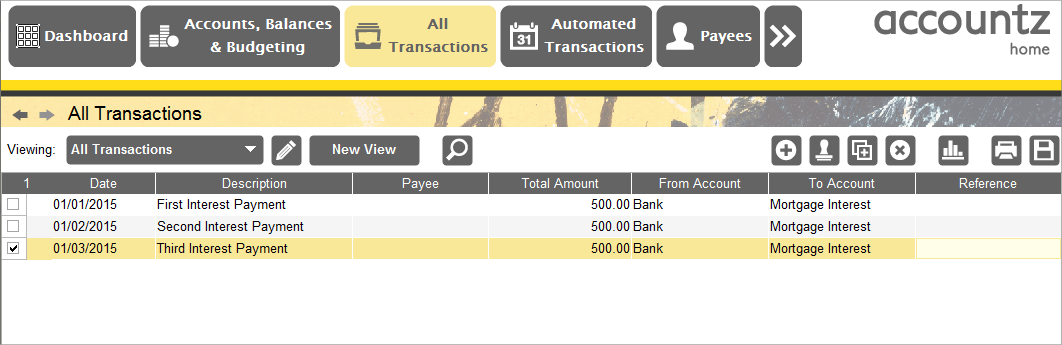 Dashboard
Accounts, Balances
& Budgeting
All
Transactions
31
Automated
Transactions
Payees
accountz
home
All Transactions
Viewing: All Transactions New View
1 Date Description Payee Total Amount From Account To Account Reference
01/01/2015 First Interest Payment 500.00 Bank Mortgage Interest
01/02/2015 Second Interest Payment 500.00 Bank Mortgage Interest
01/03/2015 Third Interest Payment 500.00 Bank Mortgage Interest